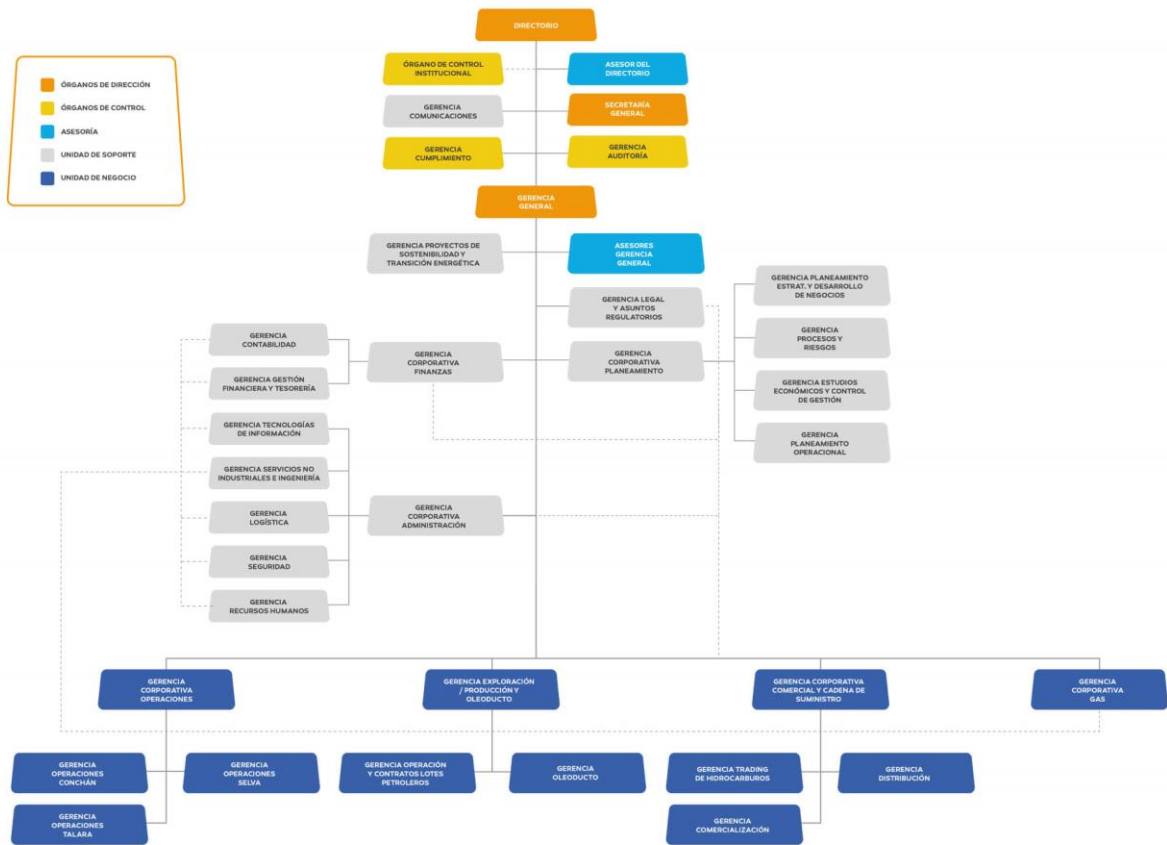 DIRECTORIO
ÓRGANOS DE DIRECCIÓN
ÓRGANOS DE CONTROL
ASESORÍA
UNIDAD DE SOPORTE
UNIDAD DE NEGOCIO
ÓRGANO DE CONTROL
INSTITUCIONAL
ASESOR DEL
DIRECTORIO
GERENCIA
COMUNICACIONES
SECRETARÍA
GENERAL
GERENCIA
CUMPLIMIENTO
GERENCIA
AUDITORÍA
GERENCIA
GENERAL
GERENCIA PROYECTOS DE
SOSTENIBILIDAD Y
TRANSICIÓN ENERGÉTICA
ASESORES
GERENCIA
GENERAL
GERENCIA LEGAL
Y ASUNTOS
REGULATORIOS
GERENCIA
CORPORATIVA
FINANZAS
GERENCIA
CORPORATIVA
PLANEAMIENTO
GERENCIA PLANEAMIENTO
ESTRAT. Y DESARROLLO
DE NEGOCIOS
GERENCIA
PROCESOS Y
RIESGOS
GERENCIA ESTUDIOS
ECONÓMICOS Y CONTROL
DE GESTIÓN
GERENCIA
PLANEAMIENTO
OPERACIONAL
GERENCIA
CONTABILIDAD
GERENCIA GESTIÓN
FINANCIERA Y TESORERÍA
GERENCIA TECNOLOGÍAS
DE INFORMACIÓN
GERENCIA SERVICIOS NO
INDUSTRIALES E INGENIERÍA
GERENCIA
LOGÍSTICA
GERENCIA
SEGURIDAD
GERENCIA
RECURSOS HUMANOS
GERENCIA
CORPORATIVA
ADMINISTRACIÓN
GERENCIA
CORPORATIVA
OPERACIONES
GERENCIA EXPLORACIÓN
/ PRODUCCIÓN Y
OLEODUCTO
GERENCIA CORPORATIVA
COMERCIAL Y CADENA DE
SUMINISTRO
GERENCIA
CORPORATIVA
GAS
GERENCIA
OPERACIONES
CONCHÁN
GERENCIA
OPERACIONES
SELVA
GERENCIA OPERACIÓN
Y CONTRATOS LOTES
PETROLEROS
GERENCIA
OLEODUCTO
GERENCIA TRADING
DE HIDROCARBUROS
GERENCIA
DISTRIBUCIÓN
GERENCIA
OPERACIONES
TALARA
GERENCIA
COMERCIALIZACIÓN